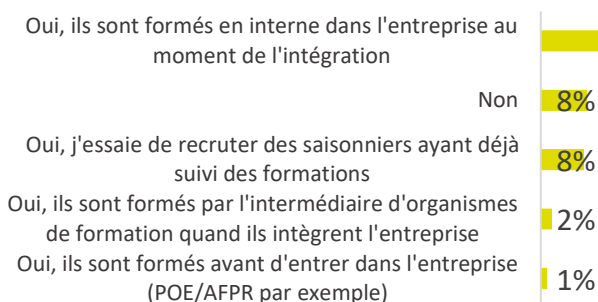 Oui, ils sont formés en interne dans l'entreprise au
moment de l'intégration
Non
8%
Oui, j'essaie de recruter des saisonniers ayant déjà
suivi des formations
8%
Oui, ils sont formés par l'intermédiaire d'organismes
de formation quand ils intègrent l'entreprise
2%
Oui, ils sont formés avant d'entrer dans l'entreprise
(POE/AFPR par exemple)
1%